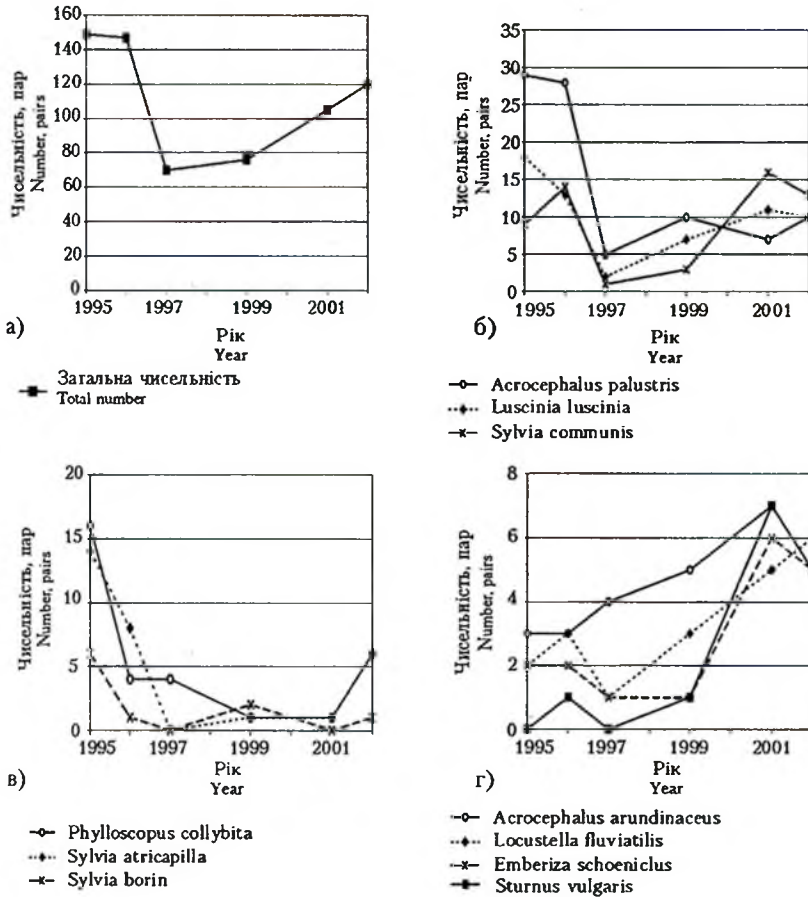 Чисельність, пар
Number, pairs
160
140
120
100
80
60
40
20
0
1995 1997 1999 2001
Рік
Year
а)
Загальна чисельність
Total number
Чисельність, пар
Number, pairs
35
30
25
20
15
10
5
0
1995 1997 1999 2001
Рік
Year
б)
Acrocephalus palustris
Luscinia luscinia
Sylvia communis
Чисельність, пар
Number, pairs
20
15
10
5
0
1995 1997 1999 2001
Рік
Year
в)
Phylloscopus collybita
Sylvia atricapilla
Sylvia borin
Чисельність, пар
Number, pairs
8
6
4
2
0
1995 1997 1999 2001
Рік
Year
г)
Acrocephalus arundinaceus
Locustella fluviatilis
Emberiza schoeniclus
Sturnus vulgaris